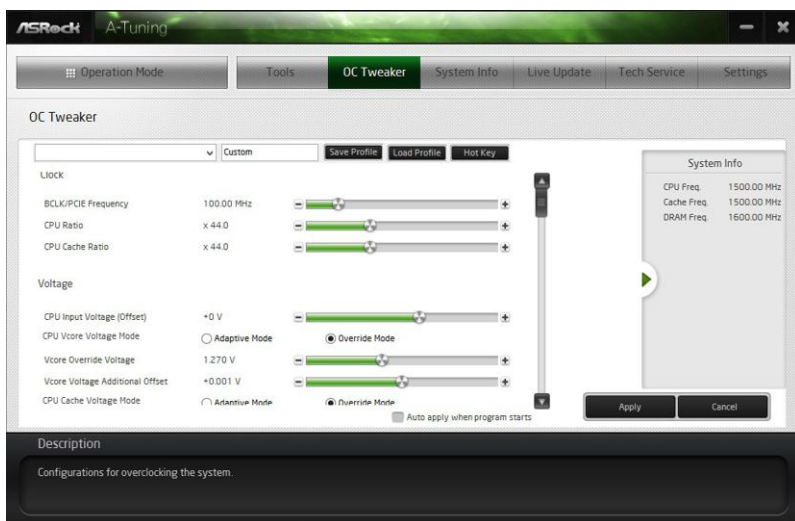 ASRock A-Tuning
Operation Mode Tools OC Tweaker System Info Live Update Tech Service Settings
OC Tweaker
Custom Save Profile Load Profile Hot Key
Clock
BCLK/PCIE Frequency 100.00 MHz
CPU Ratio x 44.0
CPU Cache Ratio x 44.0
Voltage
CPU Input Voltage (Offset) +0 V
CPU Vcore Voltage Mode Adaptive Mode Override Mode
Vcore Override Voltage 1.270 V
Vcore Voltage Additional Offset +0.001 V
CPU Cache Voltage Mode Adaptive Mode Override Mode
Auto apply when program starts
System Info
CPU Freq. 1500.00 MHz
Cache Freq. 1500.00 MHz
DRAM Freq. 1600.00 MHz
Apply Cancel
Description
Configurations for overclocking the system.